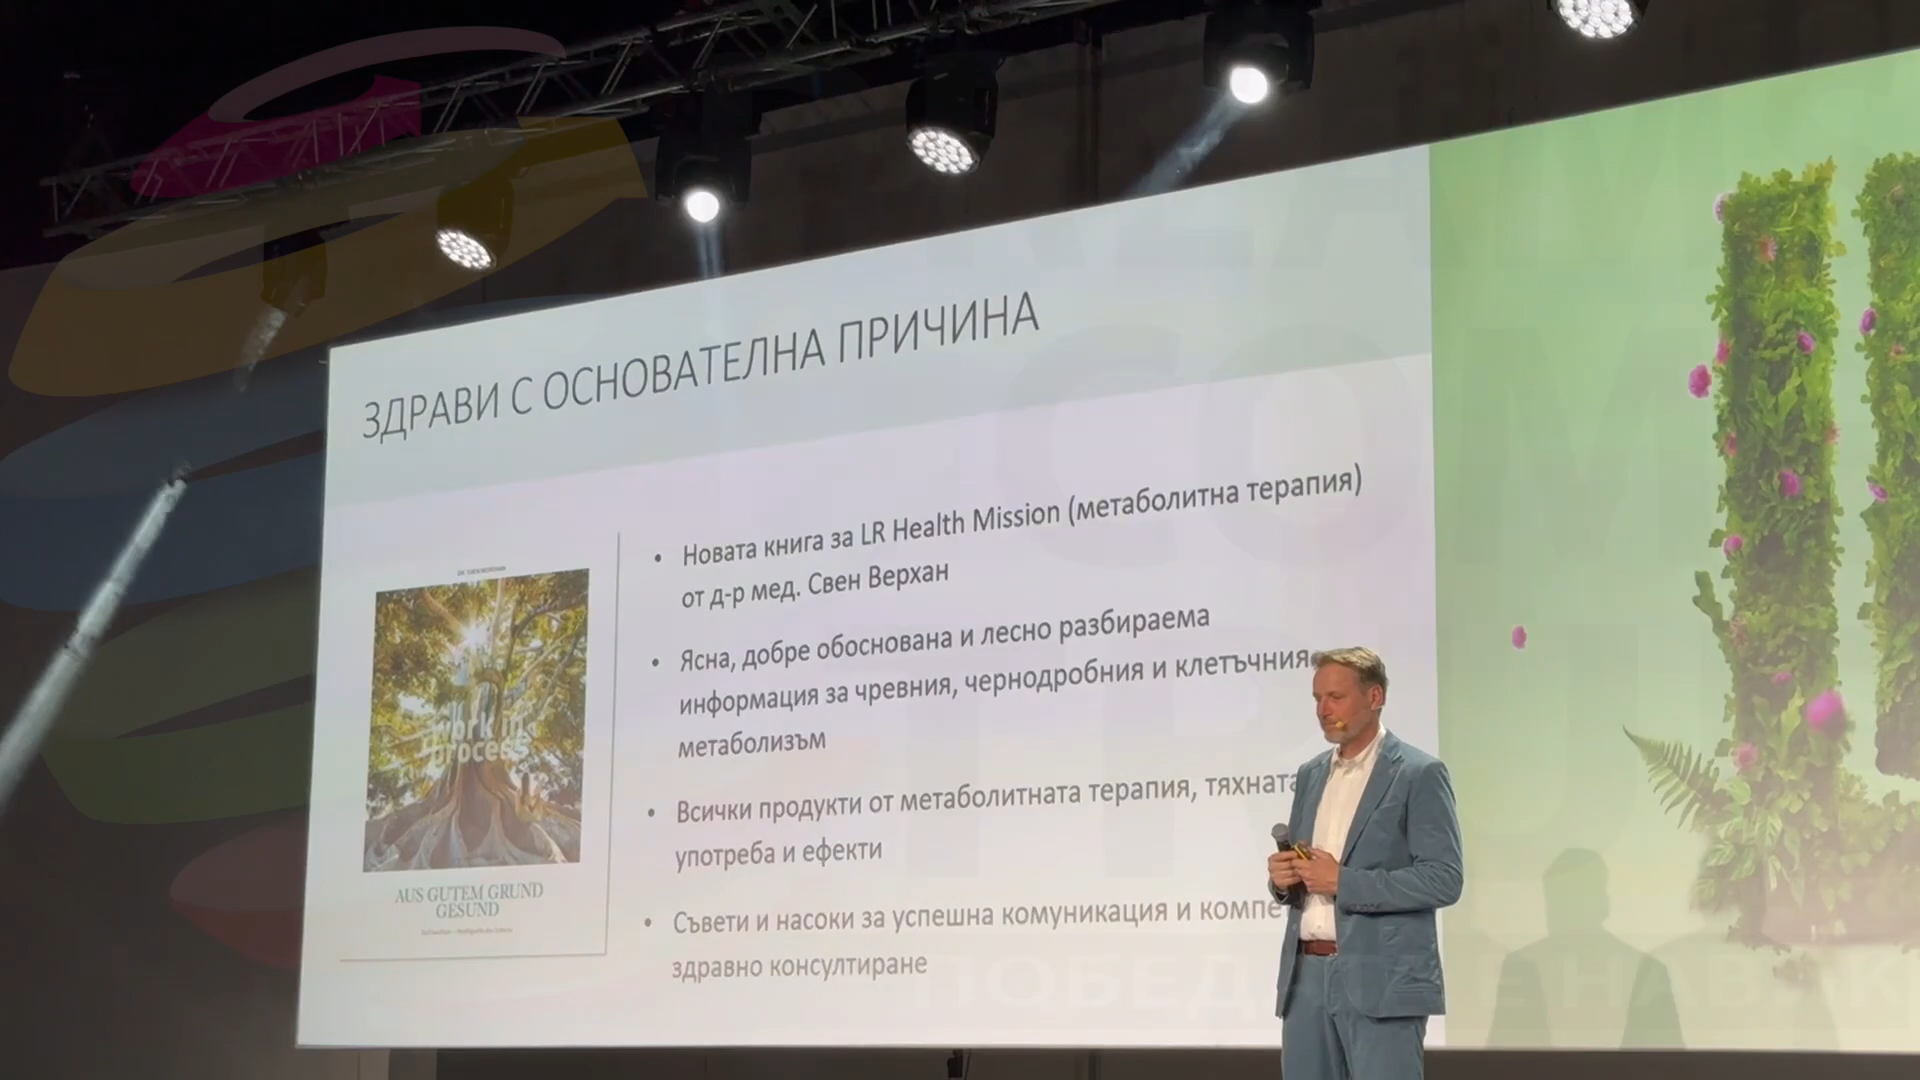 ЗДРАВИ С ОСНОВАТЕЛНА ПРИЧИНА
• Новата книга за LR Health Mission (метаболитна терапия)
от д-р мед. Свен Верхан
• Ясна, добре обоснована и лесно разбираема
информация за чревния, чернодробния и клетъчния
метаболизъм
• Всички продукти от метаболитната терапия, тяхната
употреба и ефекти
• Съвети и насоки за успешна комуникация и
здравно консултиране
work in
process
AUS GUTEM GRUND
GESUND